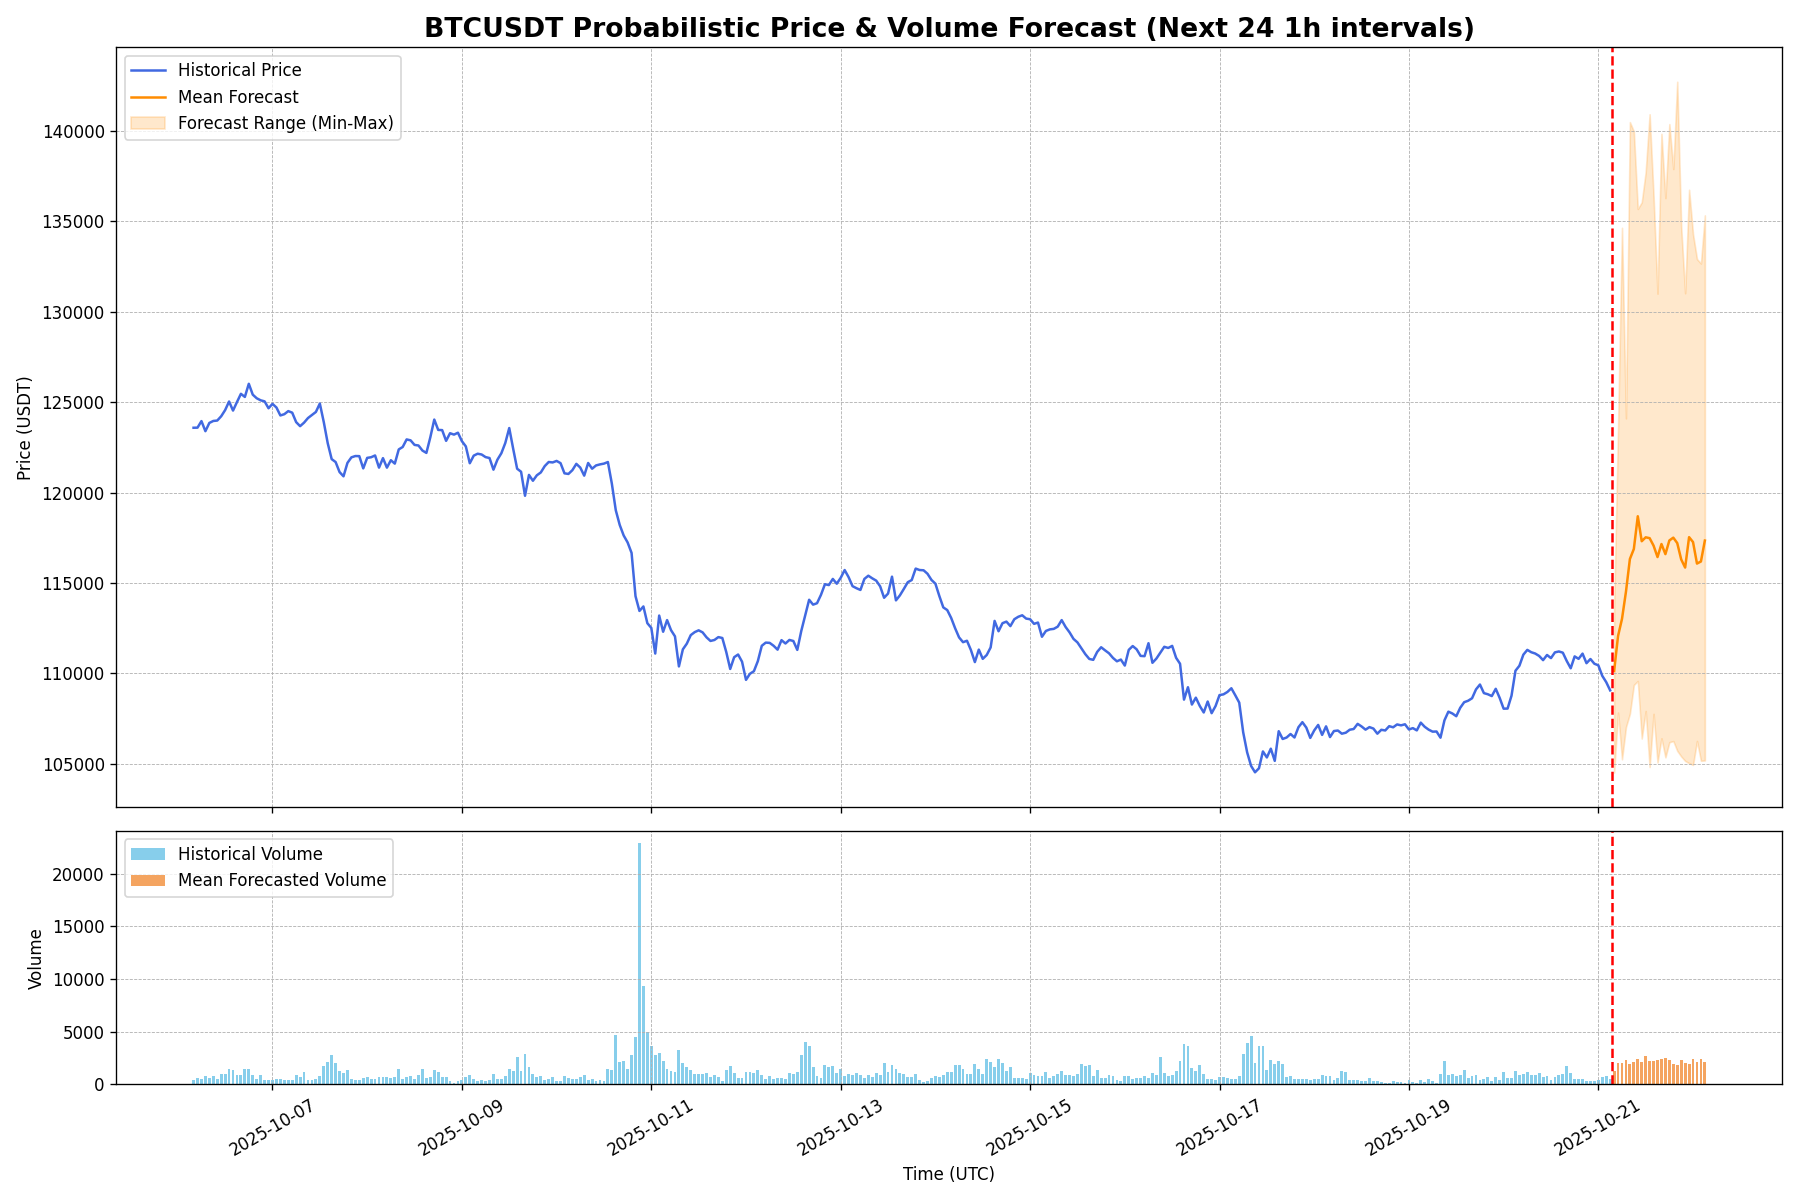 BTCUSDT Probabilistic Price & Volume Forecast (Next 24 1h intervals)
Historical Price
Mean Forecast
Forecast Range (Min-Max)
Price (USDT)
140000
135000
130000
125000
120000
115000
110000
105000
Historical Volume
Mean Forecasted Volume
Volume
20000
15000
10000
5000
0
2025-10-07
2025-10-09
2025-10-11
2025-10-13
2025-10-15
2025-10-17
2025-10-19
2025-10-21
Time (UTC)